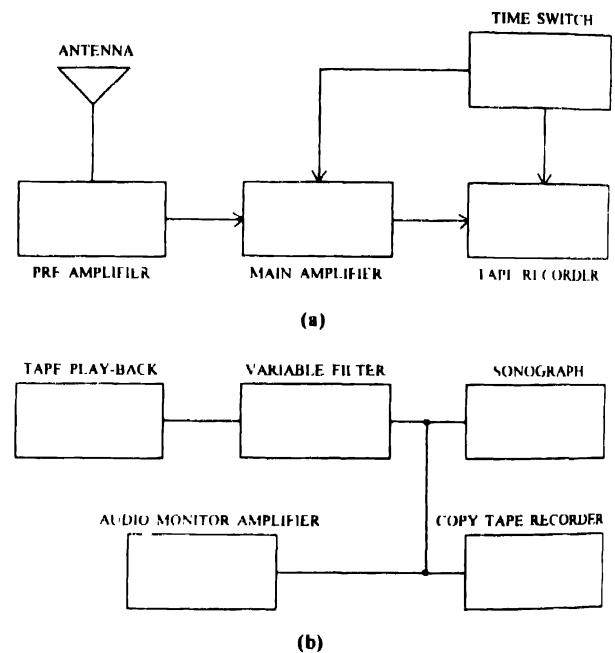 TIME SWITCH
ANTENNA
PRE AMPLIFIER
MAIN AMPLIFIER
TAPE RECORDER
(a)
TAPE PLAY-BACK
VARIABLE FILTER
SONOGRAPH
AUDIO MONITOR AMPLIFIER
COPY TAPE RECORDER
(b)